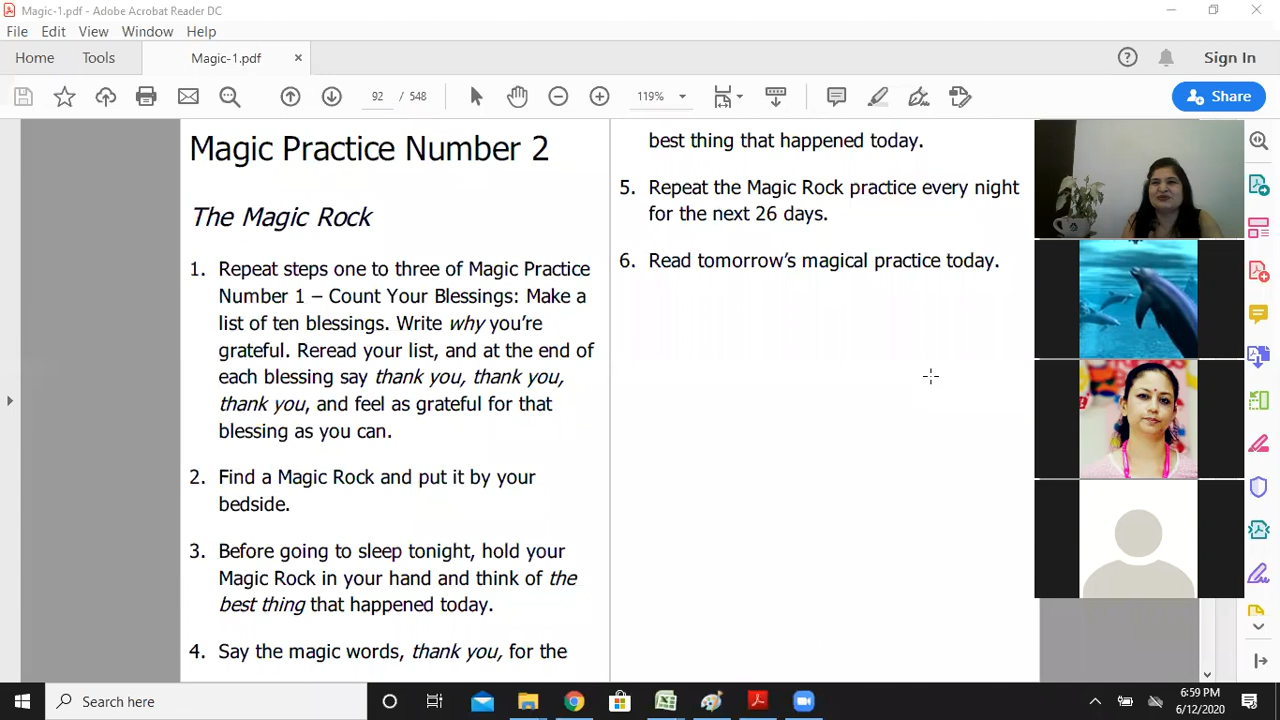 Magic-1.pdf - Adobe Acrobat Reader DC
File Edit View Window Help
Home Tools Magic-1.pdf × Sign In
92 / 548 119% Share
Magic Practice Number 2
The Magic Rock
1. Repeat steps one to three of Magic Practice
Number 1 – Count Your Blessings: Make a
list of ten blessings. Write why you’re
grateful. Reread your list, and at the end of
each blessing say thank you, thank you,
thank you, and feel as grateful for that
blessing as you can.
2. Find a Magic Rock and put it by your
bedside.
3. Before going to sleep tonight, hold your
Magic Rock in your hand and think of the
best thing that happened today.
4. Say the magic words, thank you, for the
best thing that happened today.
5. Repeat the Magic Rock practice every night
for the next 26 days.
6. Read tomorrow’s magical practice today.
Search here
6:59 PM
6/12/2020